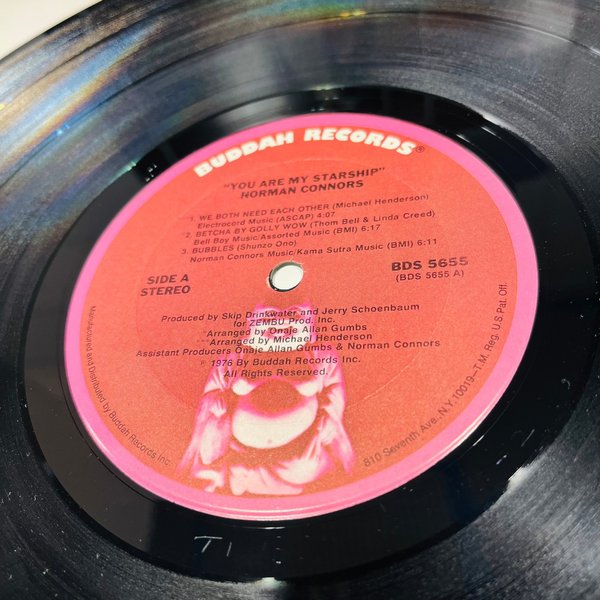 BUDDAH RECORDS®
"YOU ARE MY STARSHIP"
NORMAN CONNORS
1. WE BOTH NEED EACH OTHER (Michael Henderson)
Electrocord Music (ASCAP) 4:07
2. BETCHA BY GOLLY WOW (Thom Bell & Linda Creed)
Bell Boy Music/Assorted Music (BMI) 6:17
3. BUBBLES (Shunzo Ono)
Norman Connors Music/Kama Sutra Music (BMI) 6:11
SIDE A
STEREO
BDS 5655
(BDS 5655 A)
Produced by Skip Drinkwater and Jerry Schoenbaum
for ZEMBU Prod. Inc.
*Arranged by Onaje Allan Gumbs
**Arranged by Michael Henderson
Assistant Producers Onaje Allan Gumbs & Norman Connors
℗ 1976 By Buddah Records Inc.
All Rights Reserved.
Manufactured and Distributed by Buddah Records Inc.
810 Seventh Ave., N.Y. 10019—T.M. Reg. U.S. Pat. Off.
T1